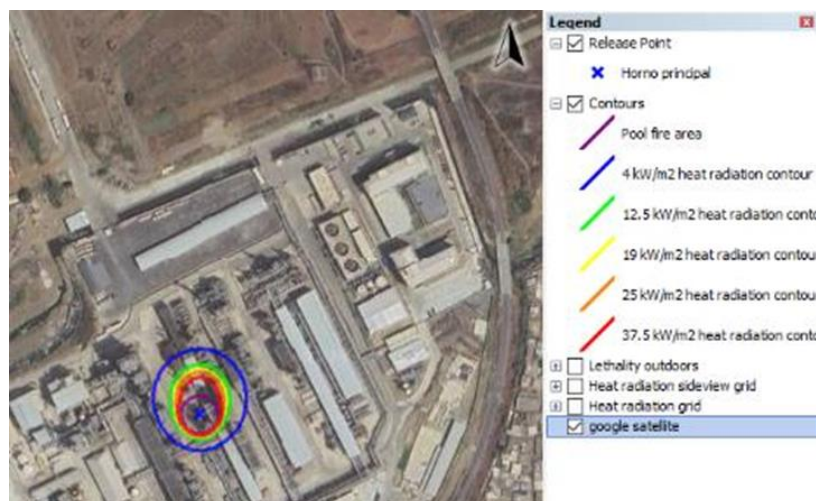 Legend
Release Point
Horno principal
Contours
Pool fire area
4 kW/m2 heat radiation contour
12.5 kW/m2 heat radiation conto
19 kW/m2 heat radiation contour
25 kW/m2 heat radiation contour
37.5 kW/m2 heat radiation conto
Lethality outdoors
Heat radiation sideview grid
Heat radiation grid
google satellite